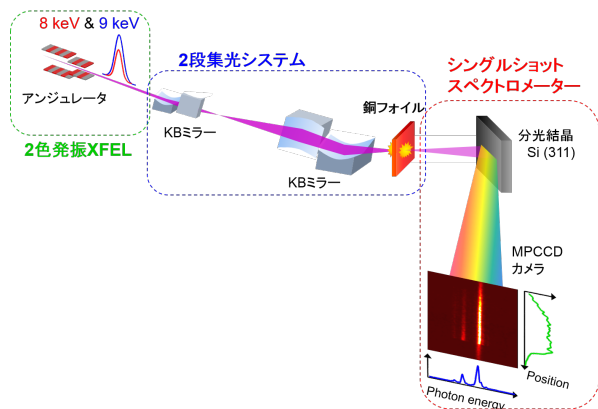 8 keV & 9 keV
アンジュレータ
2色発振XFEL
2段集光システム
KBミラー
KBミラー
銅フォイル
シングルショット
スペクトロメーター
分光結晶
Si (311)
MPCCD
カメラ
Position
Photon energy